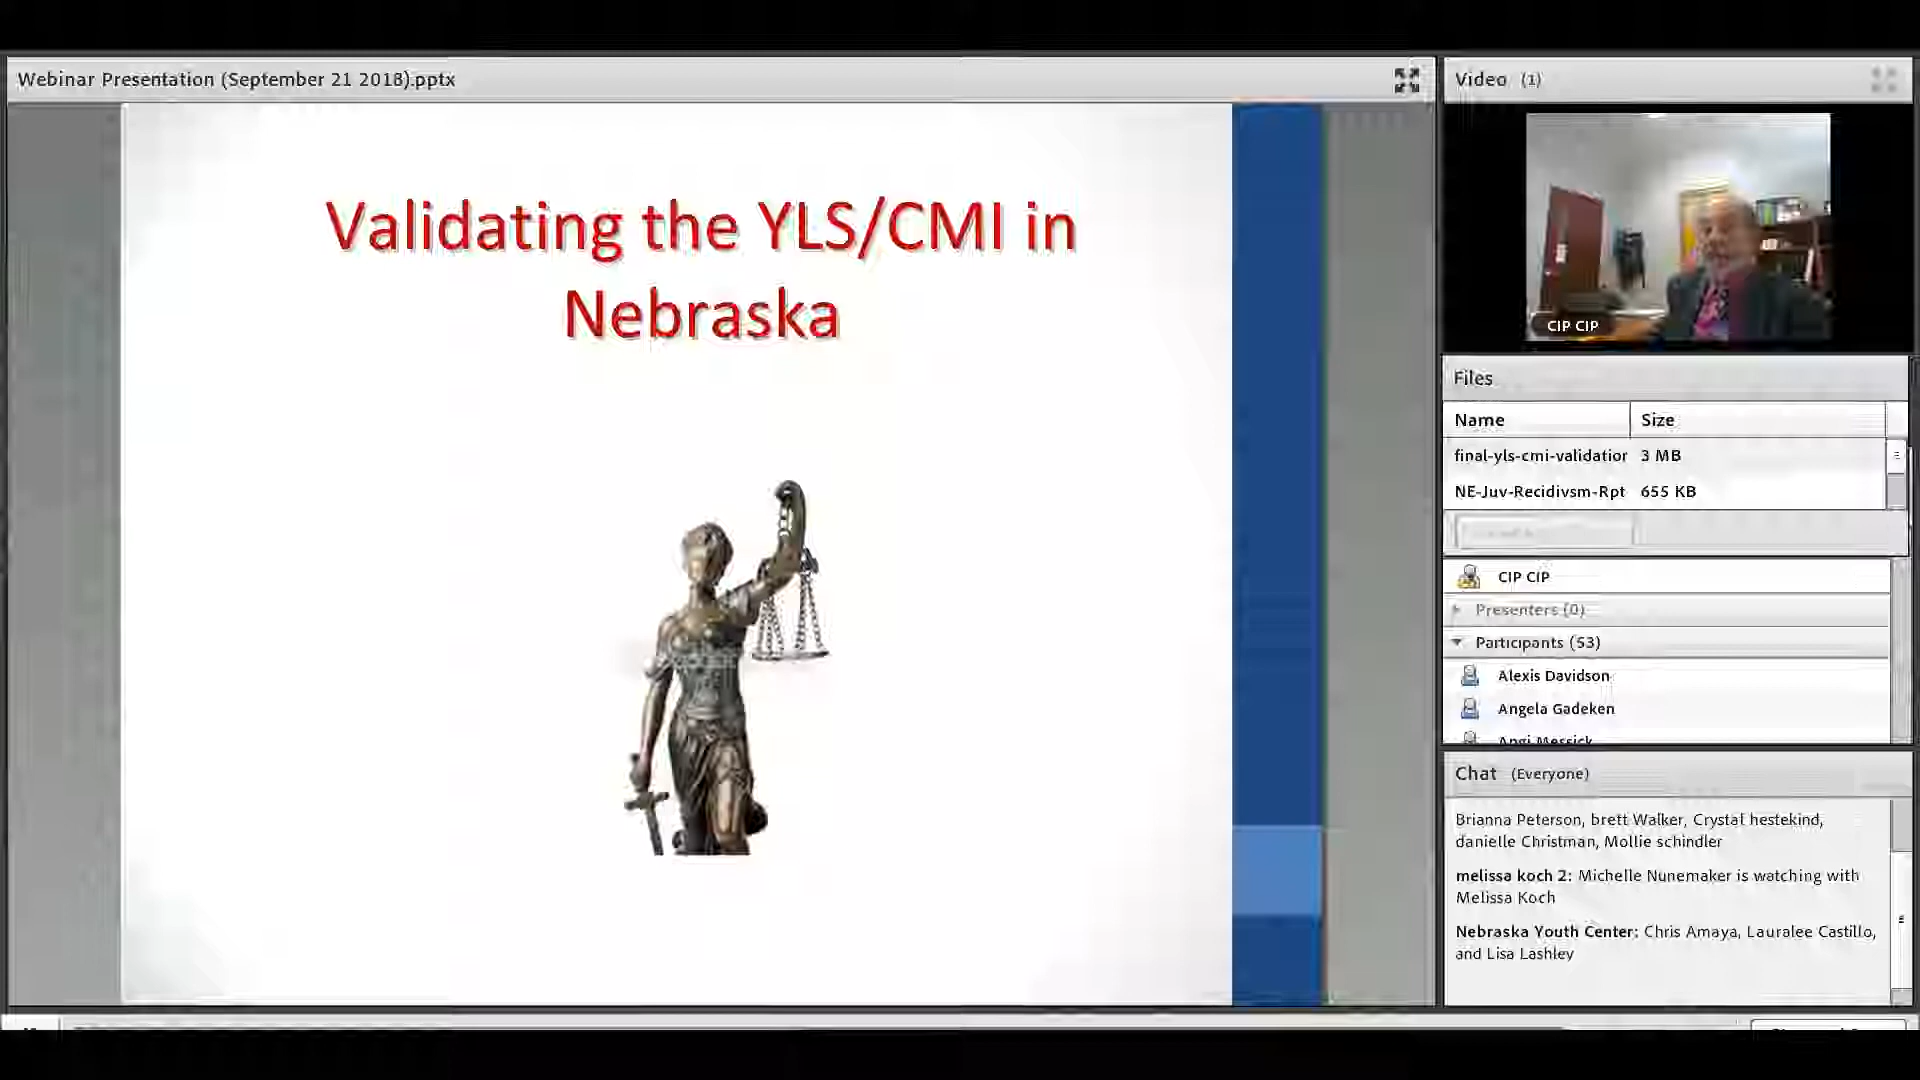 Webinar Presentation (September 21 2018).pptx
Validating the YLS/CMI in
Nebraska
Video (1)
CIP CIP
Files
Name Size
final-yls-cmi-validation 3 MB
NE-Juv-Recidivsm-Rpt 655 KB
CIP CIP
Presenters (0)
Participants (53)
Alexis Davidson
Angela Gadeken
Angi Messick
Chat (Everyone)
Brianna Peterson, brett Walker, Crystal hestekind,
danielle Christman, Mollie schindler
melissa koch 2: Michelle Nunemaker is watching with
Melissa Koch
Nebraska Youth Center: Chris Amaya, Lauralee Castillo,
and Lisa Lashley